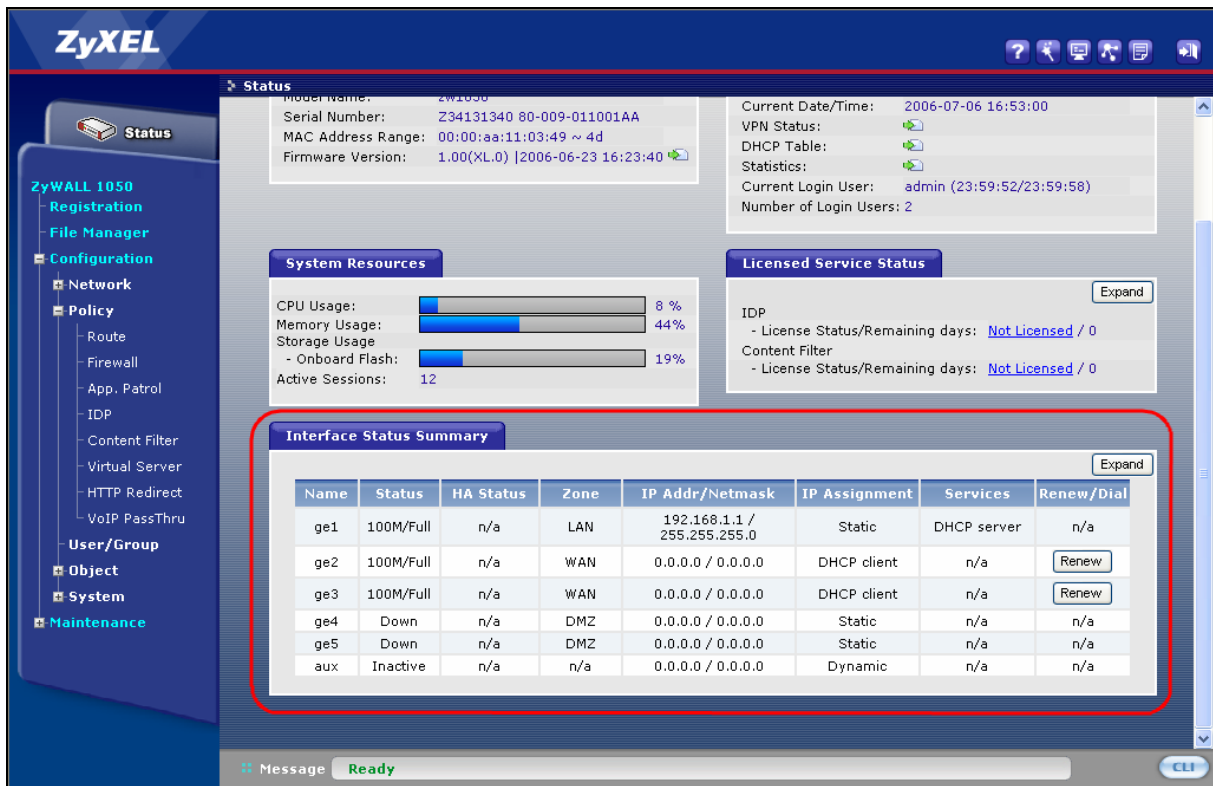 ZyXEL
Status
Status
ZyWALL 1050
Registration
File Manager
Configuration
Network
Policy
Route
Firewall
App. Patrol
IDP
Content Filter
Virtual Server
HTTP Redirect
VoIP PassThru
User/Group
Object
System
Maintenance
Model Name: zw1050
Serial Number: Z34131340 80-009-011001AA
MAC Address Range: 00:00:aa:11:03:49 ~ 4d
Firmware Version: 1.00(XL.0) |2006-06-23 16:23:40
Current Date/Time: 2006-07-06 16:53:00
VPN Status:
DHCP Table:
Statistics:
Current Login User: admin (23:59:52/23:59:58)
Number of Login Users: 2
System Resources
CPU Usage: 8 %
Memory Usage: 44%
Storage Usage
- Onboard Flash: 19%
Active Sessions: 12
Licensed Service Status
Expand
IDP
- License Status/Remaining days: Not Licensed / 0
Content Filter
- License Status/Remaining days: Not Licensed / 0
Interface Status Summary
Expand
Name Status HA Status Zone IP Addr/Netmask IP Assignment Services Renew/Dial
ge1 100M/Full n/a LAN 192.168.1.1 / 255.255.255.0 Static DHCP server n/a
ge2 100M/Full n/a WAN 0.0.0.0 / 0.0.0.0 DHCP client n/a Renew
ge3 100M/Full n/a WAN 0.0.0.0 / 0.0.0.0 DHCP client n/a Renew
ge4 Down n/a DMZ 0.0.0.0 / 0.0.0.0 Static n/a n/a
ge5 Down n/a DMZ 0.0.0.0 / 0.0.0.0 Static n/a n/a
aux Inactive n/a n/a 0.0.0.0 / 0.0.0.0 Dynamic n/a n/a
Message Ready
CLI